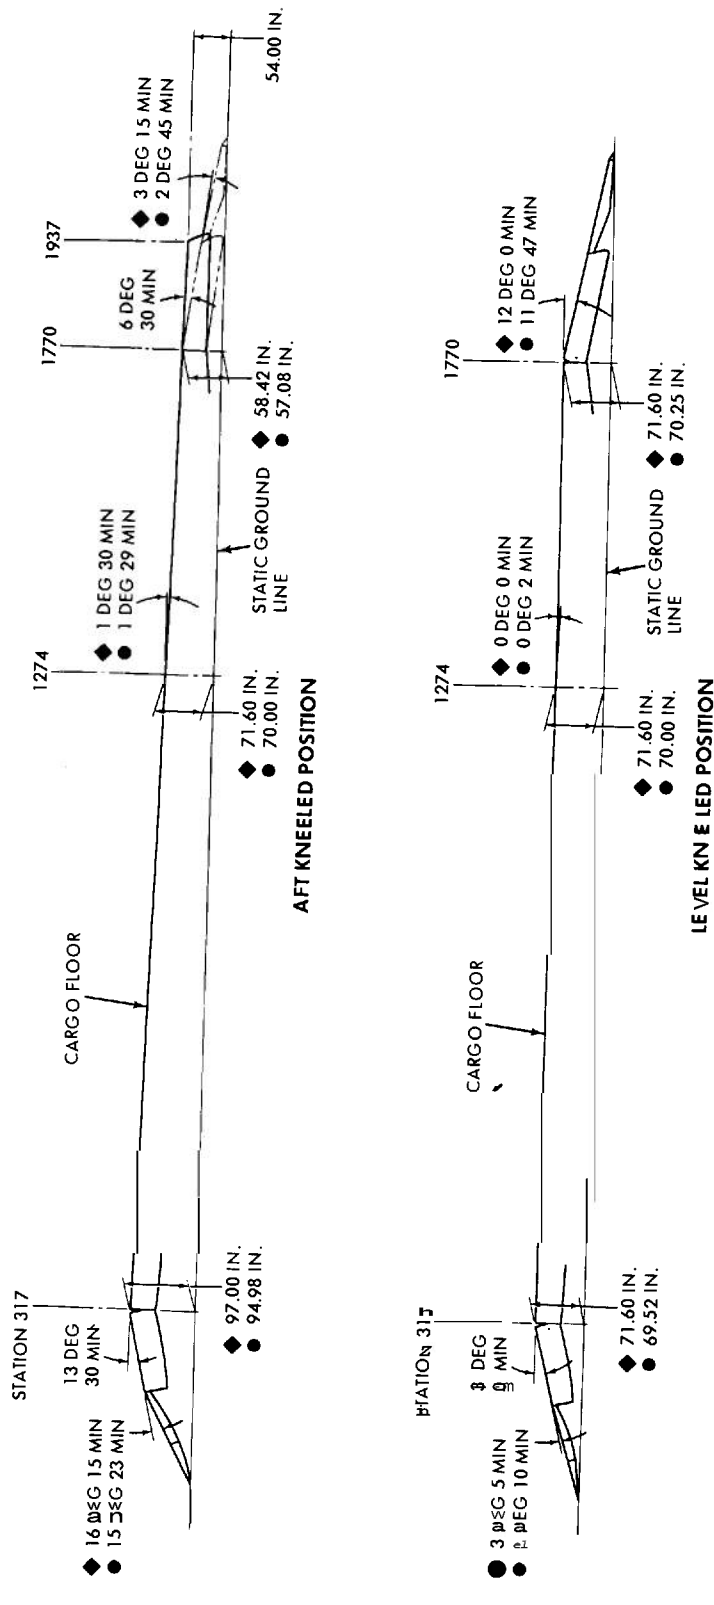 STATION 317
1274
1770
1937
◆ 16 DEG 15 MIN
● 15 DEG 23 MIN
13 DEG
30 MIN
CARGO FLOOR
◆ 1 DEG 30 MIN
● 1 DEG 29 MIN
6 DEG
30 MIN
◆ 3 DEG 15 MIN
● 2 DEG 45 MIN
◆ 97.00 IN.
● 94.98 IN.
◆ 71.60 IN.
● 70.00 IN.
STATIC GROUND
LINE
◆ 58.42 IN.
● 57.08 IN.
54.00 IN.
AFT KNEELED POSITION
1274
1770
5 MIN
10 MIN
DEG
MIN
CARGO FLOOR
◆ 0 DEG 0 MIN
● 0 DEG 2 MIN
◆ 12 DEG 0 MIN
● 11 DEG 47 MIN
◆ 71.60 IN.
● 69.52 IN.
◆ 71.60 IN.
● 70.00 IN.
STATIC GROUND
LINE
◆ 71.60 IN.
● 70.25 IN.
LEVEL KNEELED POSITION